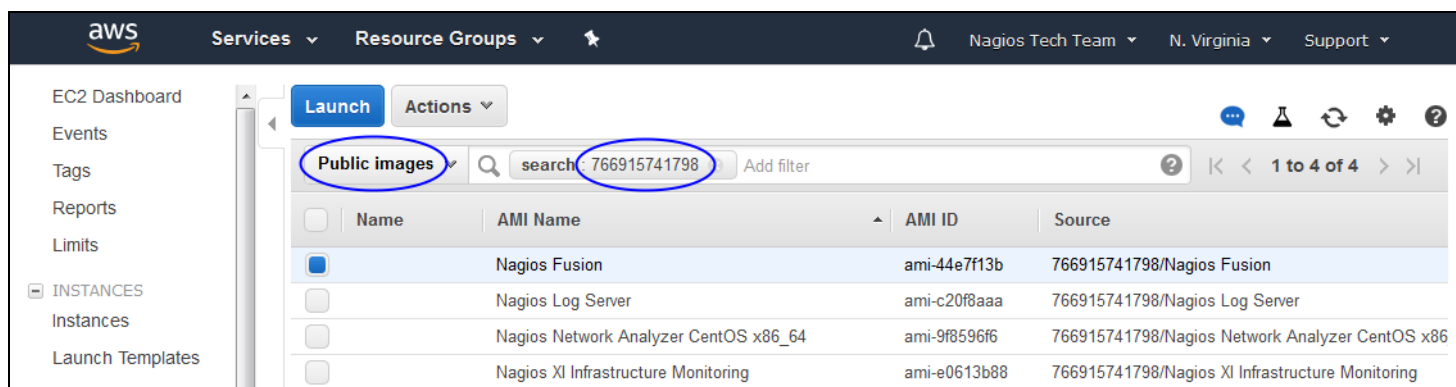 aws Services Resource Groups Nagios Tech Team N. Virginia Support
EC2 Dashboard
Events
Tags
Reports
Limits
INSTANCES
Instances
Launch Templates
Launch Actions
Public images search : 766915741798 Add filter 1 to 4 of 4
Name AMI Name AMI ID Source
Nagios Fusion ami-44e7f13b 766915741798/Nagios Fusion
Nagios Log Server ami-c20f8aaa 766915741798/Nagios Log Server
Nagios Network Analyzer CentOS x86_64 ami-9f8596f6 766915741798/Nagios Network Analyzer CentOS x86
Nagios XI Infrastructure Monitoring ami-e0613b88 766915741798/Nagios XI Infrastructure Monitoring